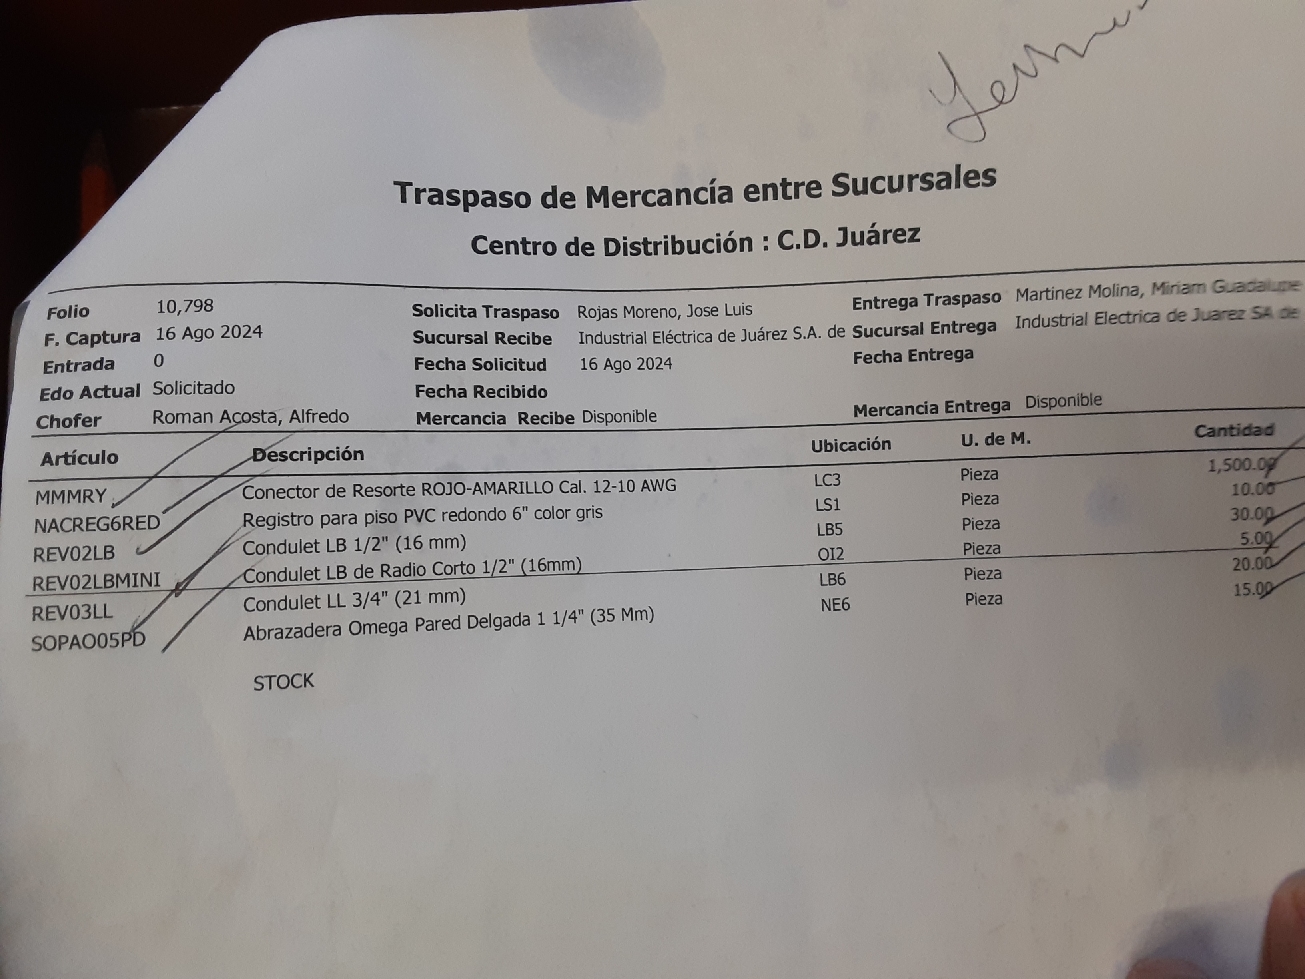 Traspaso de Mercancía entre Sucursales
Centro de Distribución : C.D. Juárez
Folio 10,798 Solicita Traspaso Rojas Moreno, Jose Luis Entrega Traspaso Martinez Molina, Miriam Guadalupe
F. Captura 16 Ago 2024 Sucursal Recibe Industrial Eléctrica de Juárez S.A. de Sucursal Entrega Industrial Electrica de Juarez SA de
Entrada 0 Fecha Solicitud 16 Ago 2024 Fecha Entrega
Edo Actual Solicitado Fecha Recibido
Chofer Roman Acosta, Alfredo Mercancia Recibe Disponible Mercancía Entrega Disponible
Artículo Descripción Ubicación U. de M. Cantidad
MMMRY Conector de Resorte ROJO-AMARILLO Cal. 12-10 AWG LC3 Pieza 1,500.00
NACREG6RED Registro para piso PVC redondo 6" color gris LS1 Pieza 10.00
REV02LB Condulet LB 1/2" (16 mm) LB5 Pieza 30.00
REV02LBMINI Condulet LB de Radio Corto 1/2" (16mm) OI2 Pieza 5.00
REV03LL Condulet LL 3/4" (21 mm) LB6 Pieza 20.00
SOPAO05PD Abrazadera Omega Pared Delgada 1 1/4" (35 Mm) NE6 Pieza 15.00
STOCK